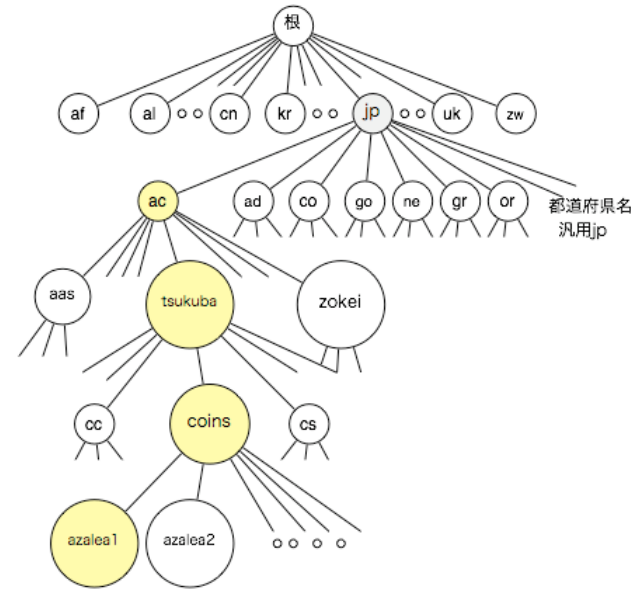 根
af
al
cn
kr
jp
uk
zw
ac
ad
co
go
ne
gr
or
都道府県名
汎用jp
aas
tsukuba
zokei
cc
coins
cs
azalea1
azalea2